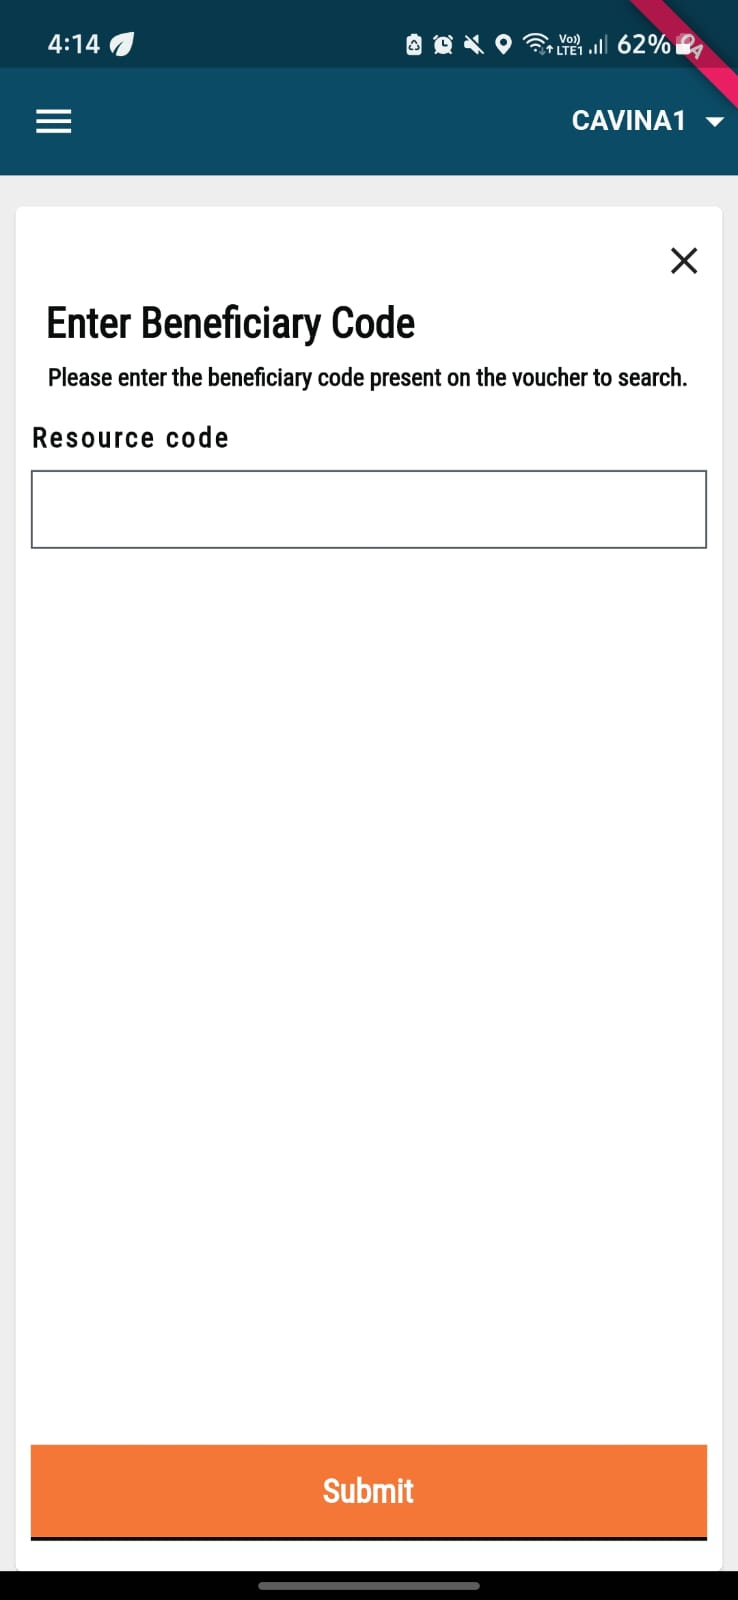 4:14
Vo)) LTE1 62%
CAVINA1
Enter Beneficiary Code
Please enter the beneficiary code present on the voucher to search.
Resource code
Submit